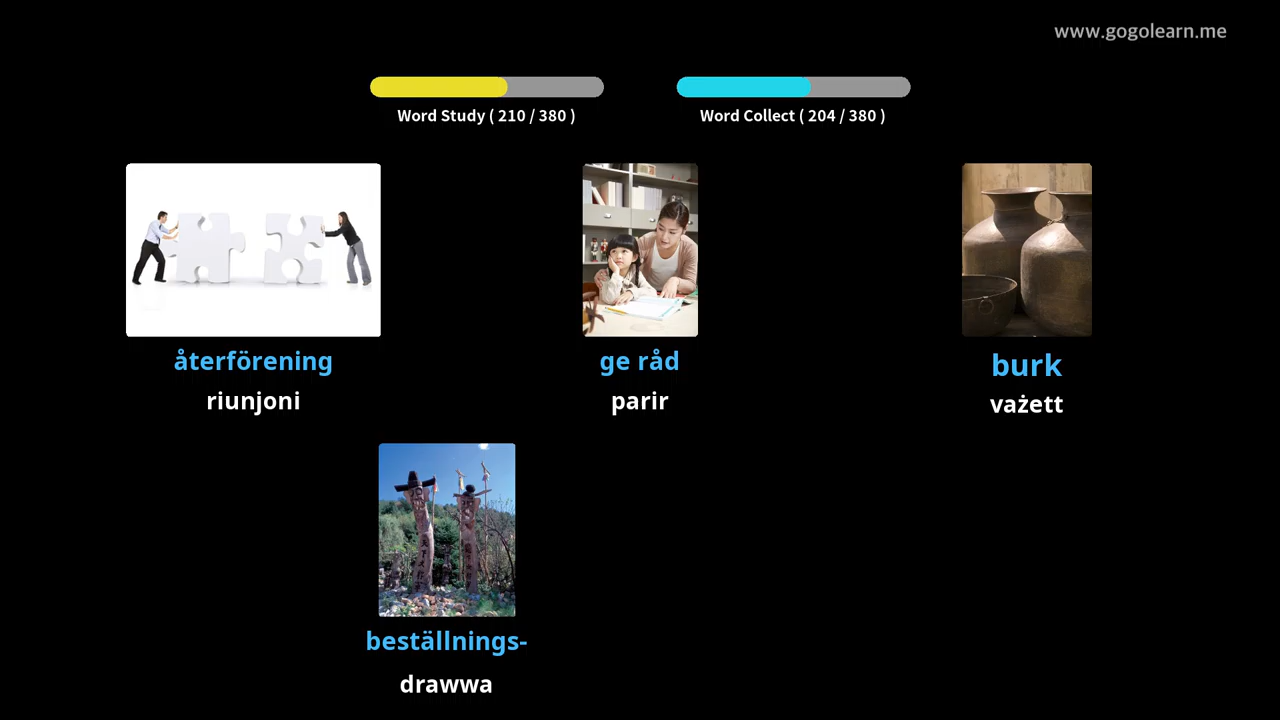 www.gogolearn.me
Word Study ( 210 / 380 )
Word Collect ( 204 / 380 )
återförening
riunjoni
ge råd
parir
burk
ważett
beställnings-
drawwa